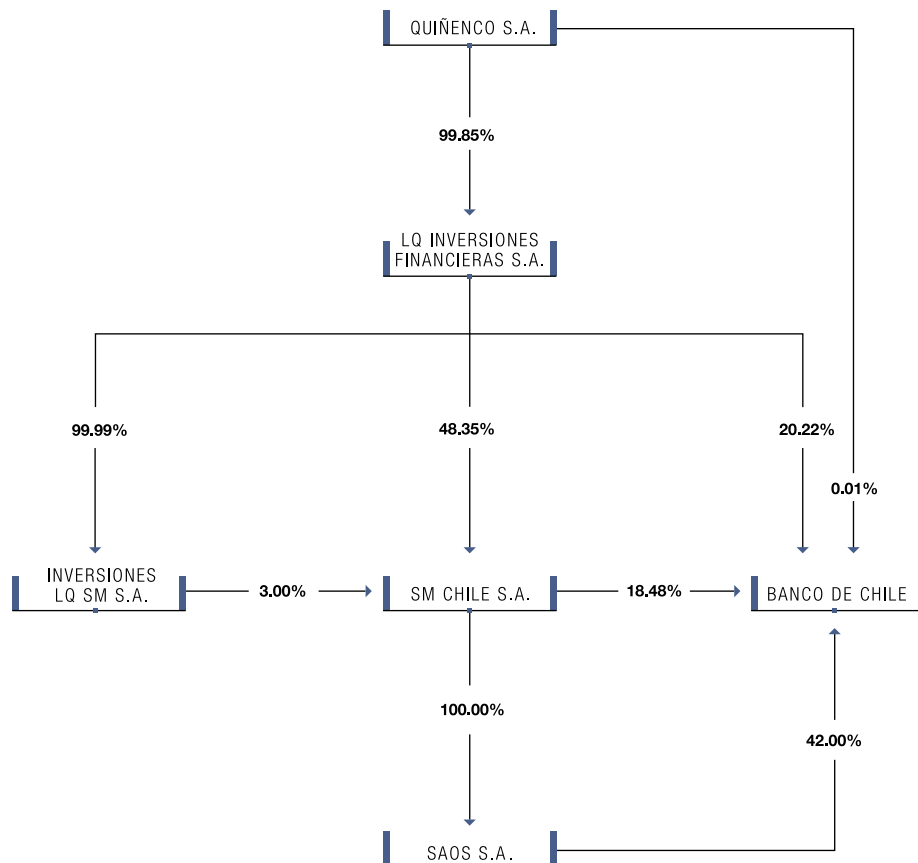 QUIÑENCO S.A.
99.85%
LQ INVERSIONES
FINANCIERAS S.A.
99.99%
48.35%
20.22%
0.01%
INVERSIONES
LQ SM S.A.
3.00%
SM CHILE S.A.
18.48%
BANCO DE CHILE
100.00%
42.00%
SAOS S.A.